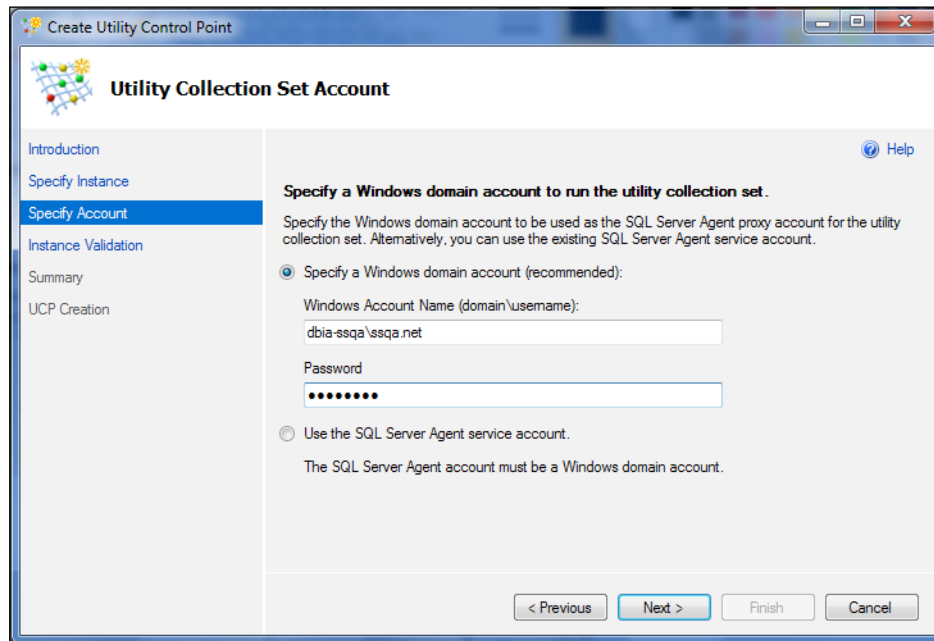 Create Utility Control Point
Utility Collection Set Account
Introduction
Specify Instance
Specify Account
Instance Validation
Summary
UCP Creation
Help
Specify a Windows domain account to run the utility collection set.
Specify the Windows domain account to be used as the SQL Server Agent proxy account for the utility
collection set. Alternatively, you can use the existing SQL Server Agent service account.
Specify a Windows domain account (recommended):
Windows Account Name (domain\username):
dbia-ssqa\ssqa.net
Password
••••••••
Use the SQL Server Agent service account.
The SQL Server Agent account must be a Windows domain account.
< Previous
Next >
Finish
Cancel